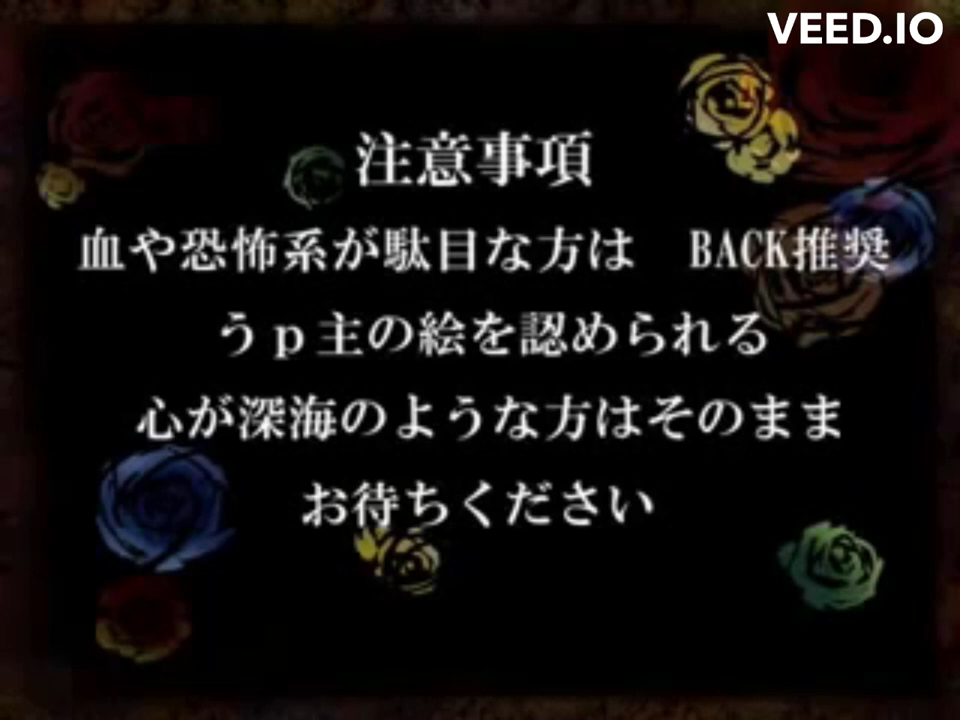 VEED.IO
注意事項
血や恐怖系が駄目な方は　BACK推奨
うｐ主の絵を認められる
心が深海のような方はそのまま
お待ちください